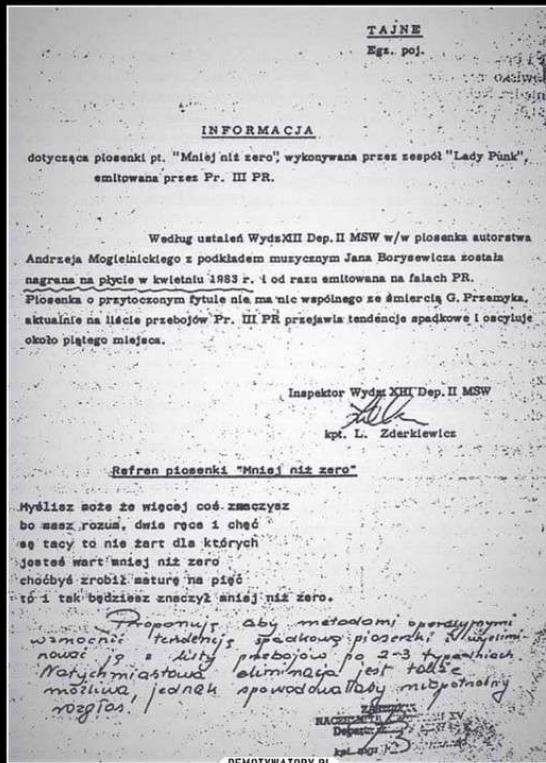 TAJNE
Egz. poj.
INFORMACJA
dotycząca piosenki pt. "Mniej niż zero", wykonywana przez zespół "Lady Punk",
emitowana przez Pr. III PR.
Według ustaleń Wydz XIII Dep. II MSW w/w piosenka autorstwa
Andrzeja Mogielnickiego z podkładem muzycznym Jana Borysewicza została
nagrana na płycie w kwietniu 1983 r. i od razu emitowana na falach PR.
Piosenka o przytoczonym tytule nie ma nic wspólnego ze śmiercią G. Przemyka,
aktualnie na liście przebojów Pr. III PR przejawia tendencje spadkowe i oscyluje
około piątego miejsca.
Inspektor Wydz XIII Dep. II MSW
kpt. L. Zderkiewicz
Refren piosenki "Mniej niż zero"
Myślisz może że więcej coś znaczysz
bo masz rozum, dwie ręce i chęć
są tacy to nie żart dla których
jesteś wart mniej niż zero
choćbyś zrobił maturę na pięć
to i tak będziesz znaczył mniej niż zero.
Proponuję aby metodami operacyjnymi
wzmocnić tendencję spadkową piosenki i wyelimi-
nować ją z listy przebojów po 2-3 tygodniach
Natychmiastowa eliminacja jest także
możliwa, jednak spowodowałaby niepotrzebny
rozgłos.
DEMOTYWATORY.PL